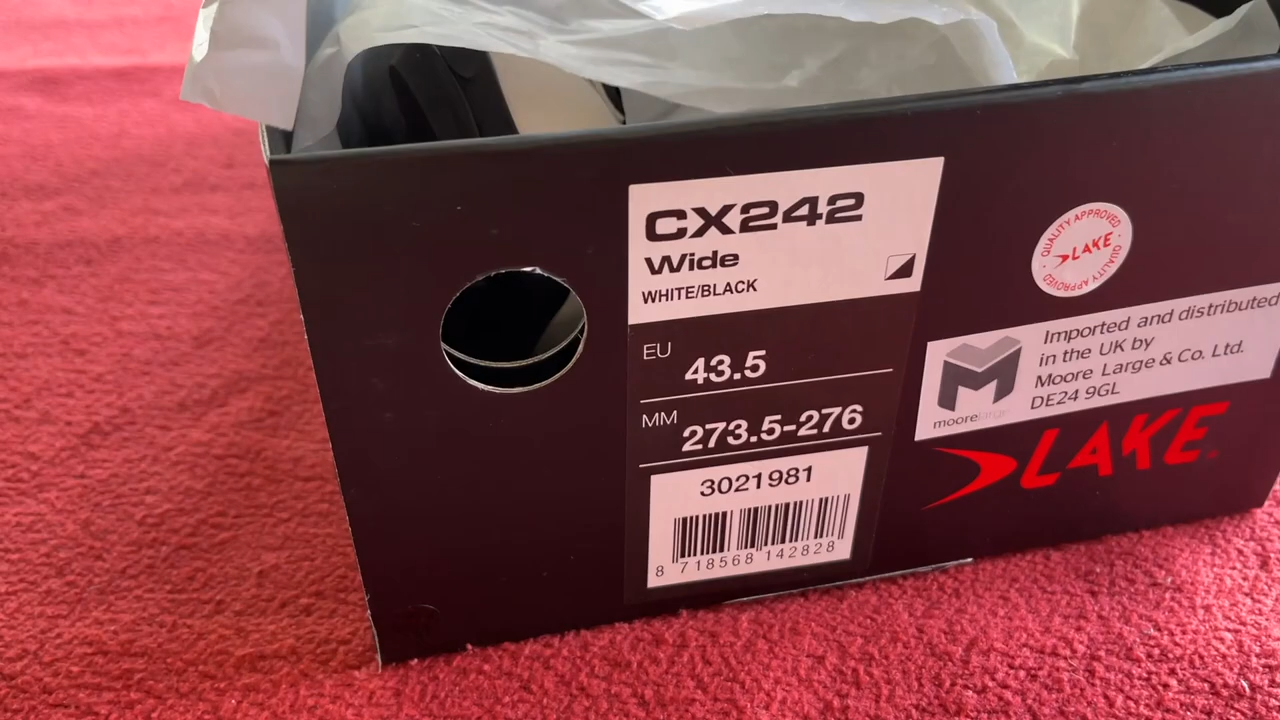 CX242
Wide
WHITE/BLACK
EU
43.5
MM
273.5-276
3021981
8 718568 142828
QUALITY APPROVED
LAKE
QUALITY APPROVED
Imported and distributed
in the UK by
Moore Large & Co. Ltd.
DE24 9GL
moorelarge
LAKE